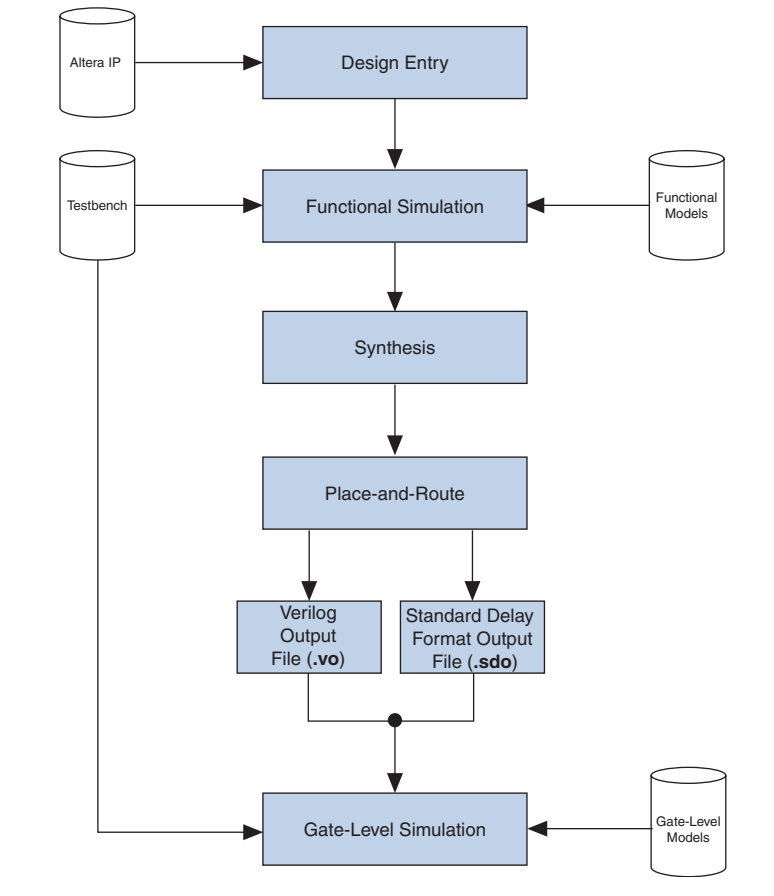 Altera IP
Design Entry
Testbench
Functional Simulation
Functional
Models
Synthesis
Place-and-Route
Verilog
Output
File (.vo)
Standard Delay
Format Output
File (.sdo)
Gate-Level Simulation
Gate-Level
Models